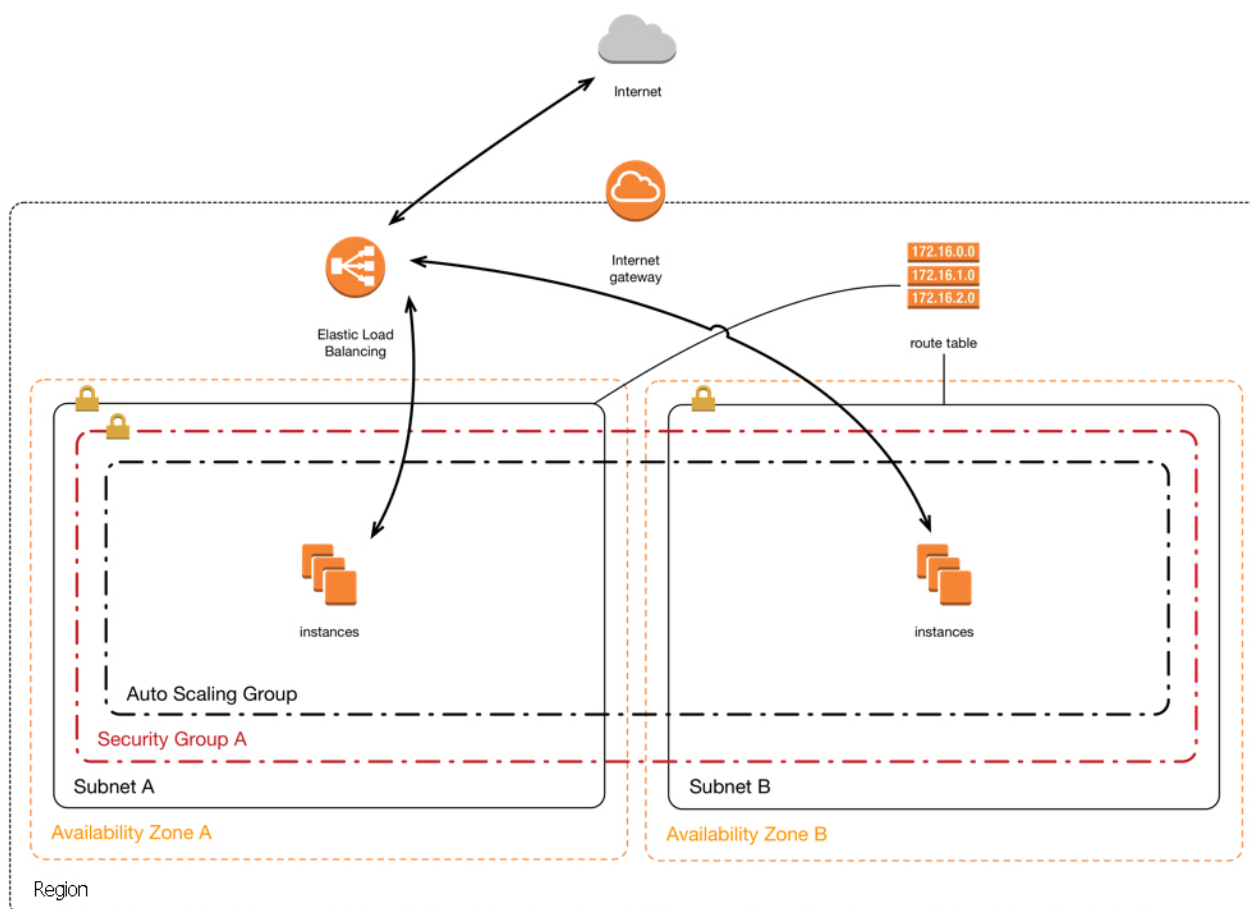 Internet
Internet
gateway
172.16.0.0
172.16.1.0
172.16.2.0
Elastic Load
Balancing
route table
instances
instances
Auto Scaling Group
Security Group A
Subnet A
Subnet B
Availability Zone A
Availability Zone B
Region